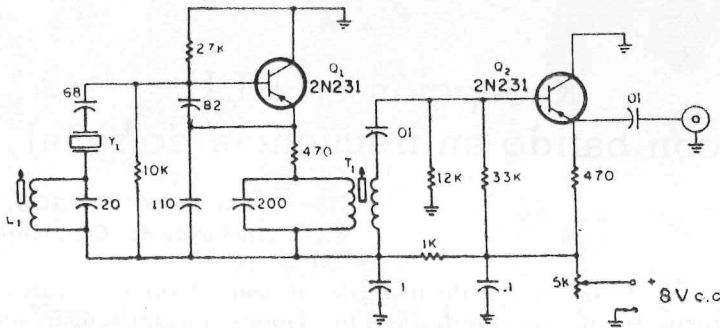 27K
Q1
2N231
68
82
Y1
10K
470
L1
20
110
200
T1
01
12K
33K
Q2
2N231
01
470
1K
.1
.1
5K
+
8V c.c.